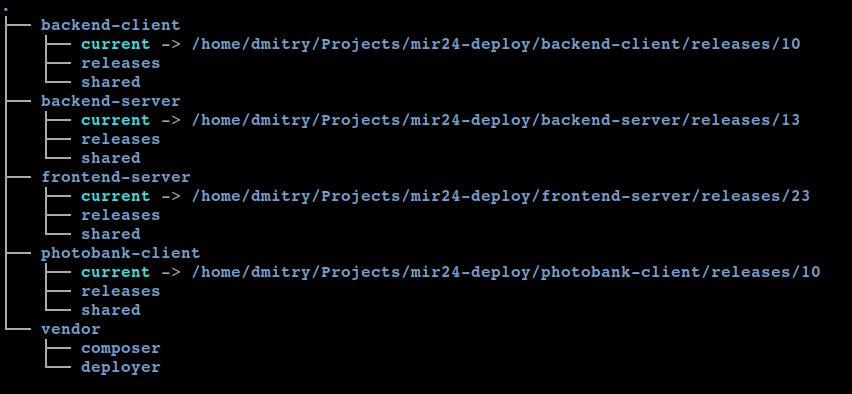 .
├── backend-client
│   ├── current -> /home/dmitry/Projects/mir24-deploy/backend-client/releases/10
│   ├── releases
│   └── shared
├── backend-server
│   ├── current -> /home/dmitry/Projects/mir24-deploy/backend-server/releases/13
│   ├── releases
│   └── shared
├── frontend-server
│   ├── current -> /home/dmitry/Projects/mir24-deploy/frontend-server/releases/23
│   ├── releases
│   └── shared
├── photobank-client
│   ├── current -> /home/dmitry/Projects/mir24-deploy/photobank-client/releases/10
│   ├── releases
│   └── shared
└── vendor
    ├── composer
    └── deployer